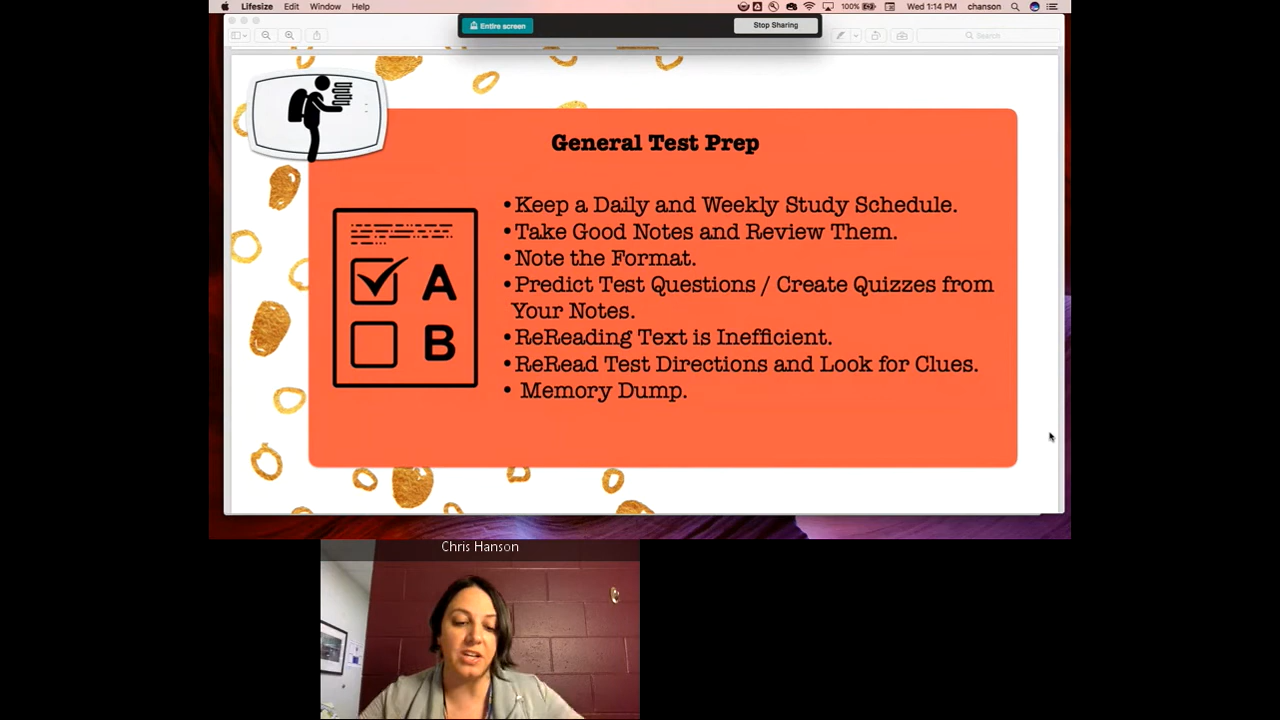 Lifesize Edit Window Help
100% Wed 1:14 PM chanson
Entire screen
Stop Sharing
Search
General Test Prep
•Keep a Daily and Weekly Study Schedule.
•Take Good Notes and Review Them.
•Note the Format.
•Predict Test Questions / Create Quizzes from
Your Notes.
A
•ReReading Text is Inefficient.
B
•ReRead Test Directions and Look for Clues.
• Memory Dump.
Chris Hanson